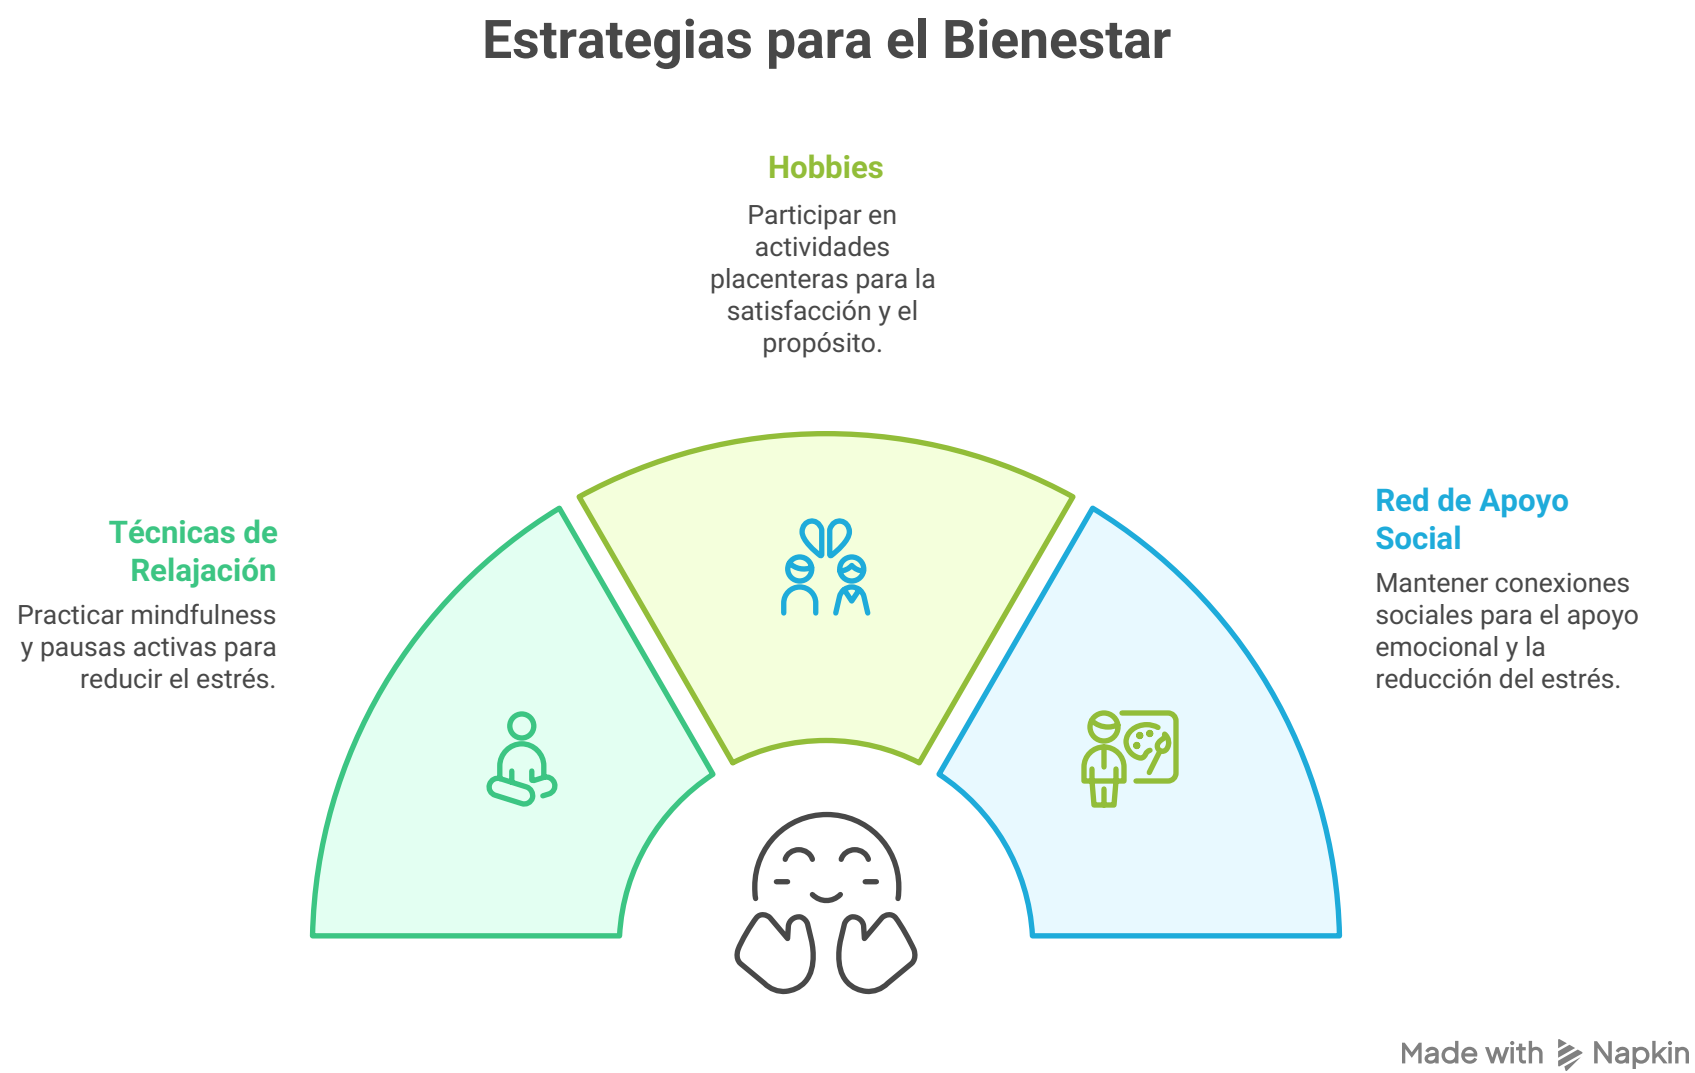 Estrategias para el Bienestar
Hobbies
Participar en
actividades
placenteras para la
satisfacción y el
propósito.
Técnicas de
Relajación
Practicar mindfulness
y pausas activas para
reducir el estrés.
Red de Apoyo
Social
Mantener conexiones
sociales para el apoyo
emocional y la
reducción del estrés.
Made with Napkin